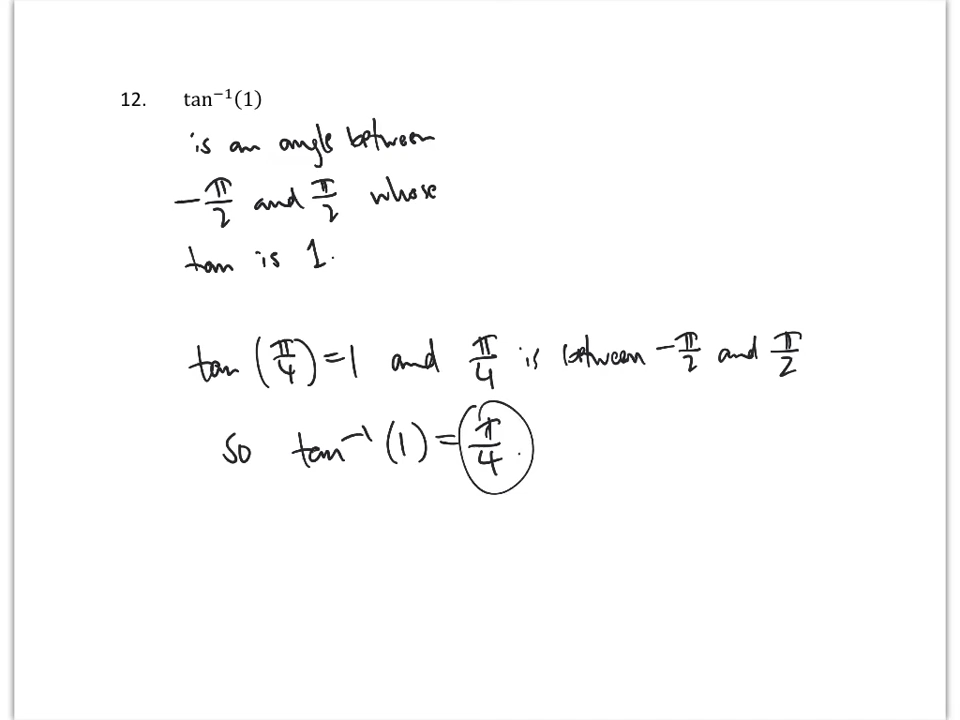 12. tan⁻¹(1)
is an angle between
-π/2 and π/2 whose
tan is 1.
tan (π/4) = 1 and π/4 is between -π/2 and π/2
So tan⁻¹(1) = π/4.